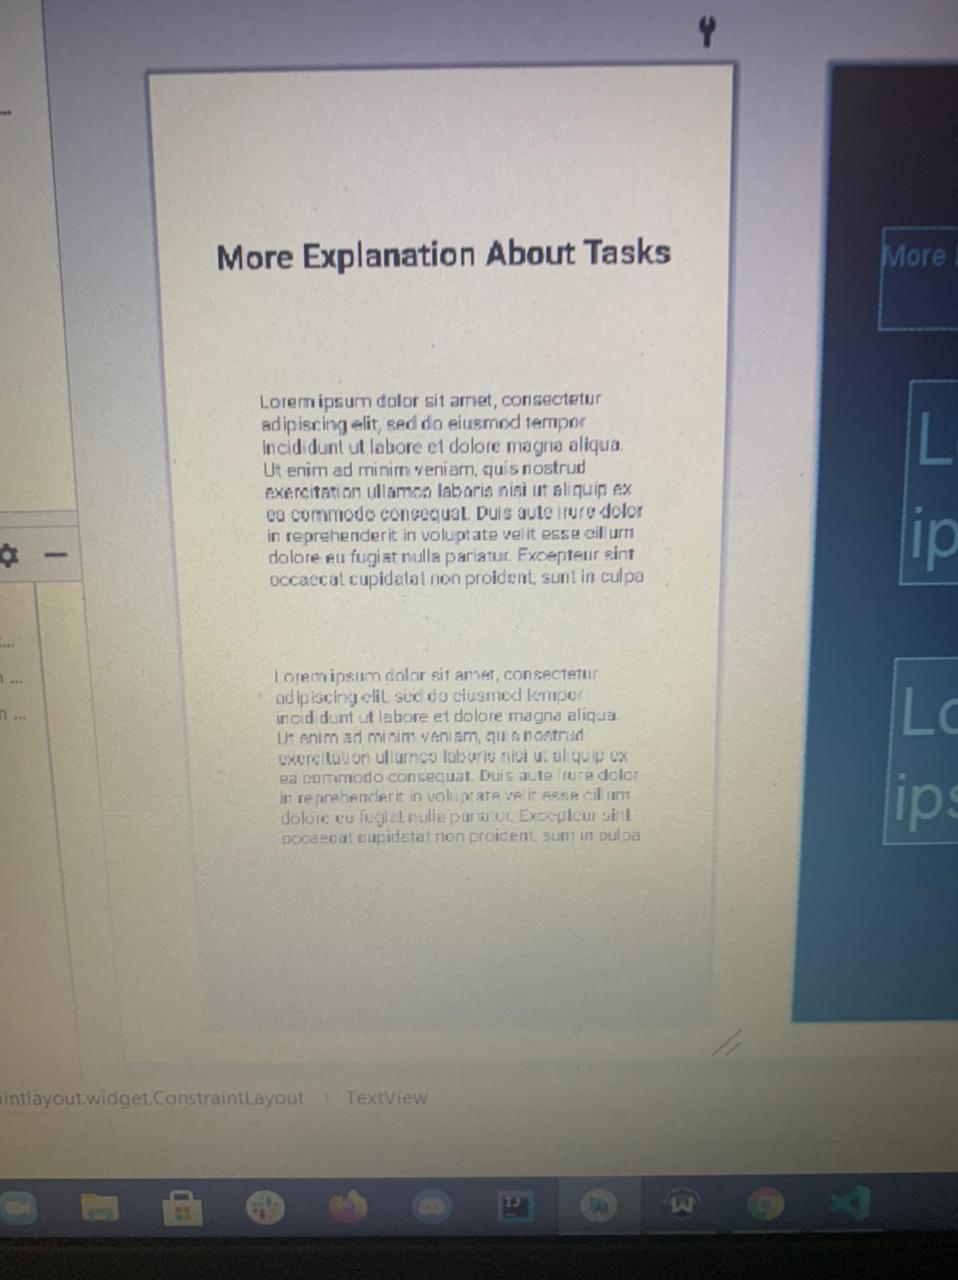 More Explanation About Tasks
Lorem ipsum dolor sit amet, consectetur
adipiscing elit, sed do eiusmod tempor
incididunt ut labore et dolore magna aliqua.
Ut enim ad minim veniam, quis nostrud
exercitation ullamco laboris nisi ut aliquip ex
ea commodo consequat. Duis aute irure dolor
in reprehenderit in voluptate velit esse cillum
dolore eu fugiat nulla pariatur. Excepteur sint
occaecat cupidatat non proident, sunt in culpa
Lorem ipsum dolor sit amet, consectetur
adipiscing elit, sed do eiusmod tempor
incididunt ut labore et dolore magna aliqua.
Ut enim ad minim veniam, quis nostrud
exercitation ullamco laboris nisi ut aliquip ex
ea commodo consequat. Duis aute irure dolor
in reprehenderit in voluptate velit esse cillum
dolore eu fugiat nulla pariatur. Excepteur sint
occaecat cupidatat non proident, sunt in culpa
More
L
ip
Lo
ips
intlayout.widget.ConstraintLayout > TextView